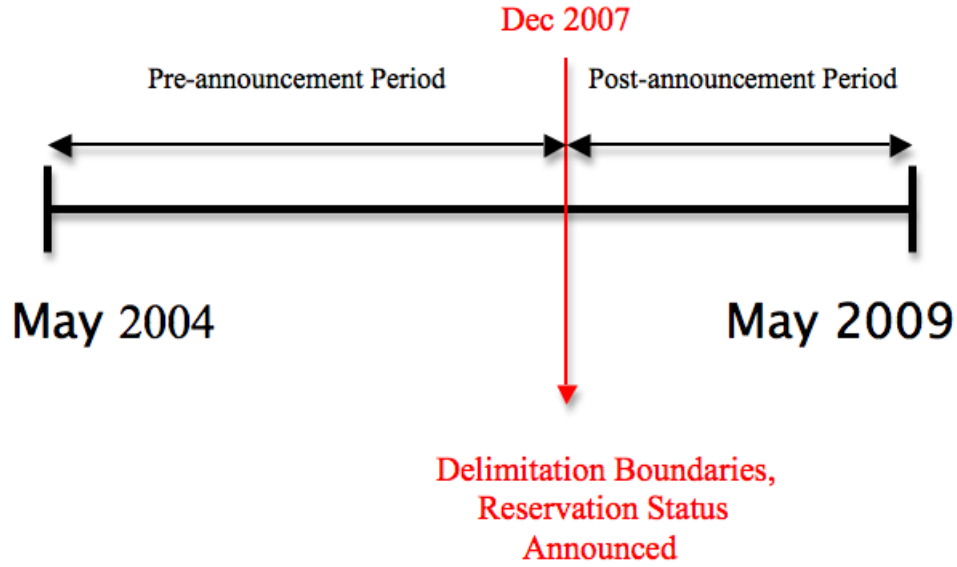 Dec 2007
Pre-announcement Period
Post-announcement Period
May 2004
May 2009
Delimitation Boundaries,
Reservation Status
Announced